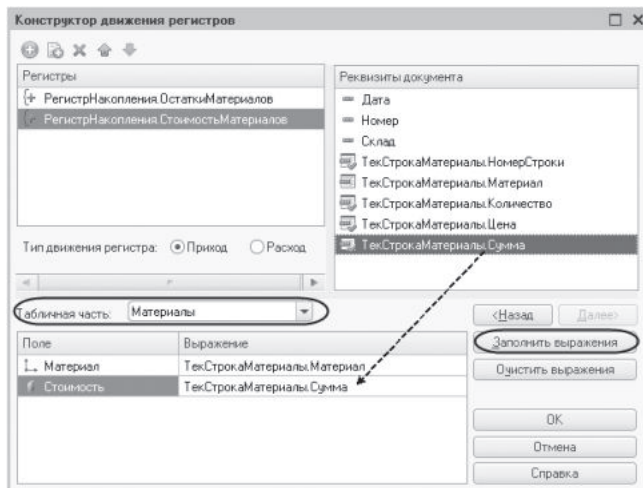 Конструктор движения регистров
Регистры
РегистрНакопления.ОстаткиМатериалов
РегистрНакопления.СтоимостьМатериалов
Тип движения регистра: Приход Расход
Реквизиты документа
Дата
Номер
Склад
ТекСтрокаМатериалы.НомерСтроки
ТекСтрокаМатериалы.Материал
ТекСтрокаМатериалы.Количество
ТекСтрокаМатериалы.Цена
ТекСтрокаМатериалы.Сумма
Табличная часть: Материалы
<Назад Далее>
Поле Выражение
Материал ТекСтрокаМатериалы.Материал
Стоимость ТекСтрокаМатериалы.Сумма
Заполнить выражения
Очистить выражения
OK
Отмена
Справка